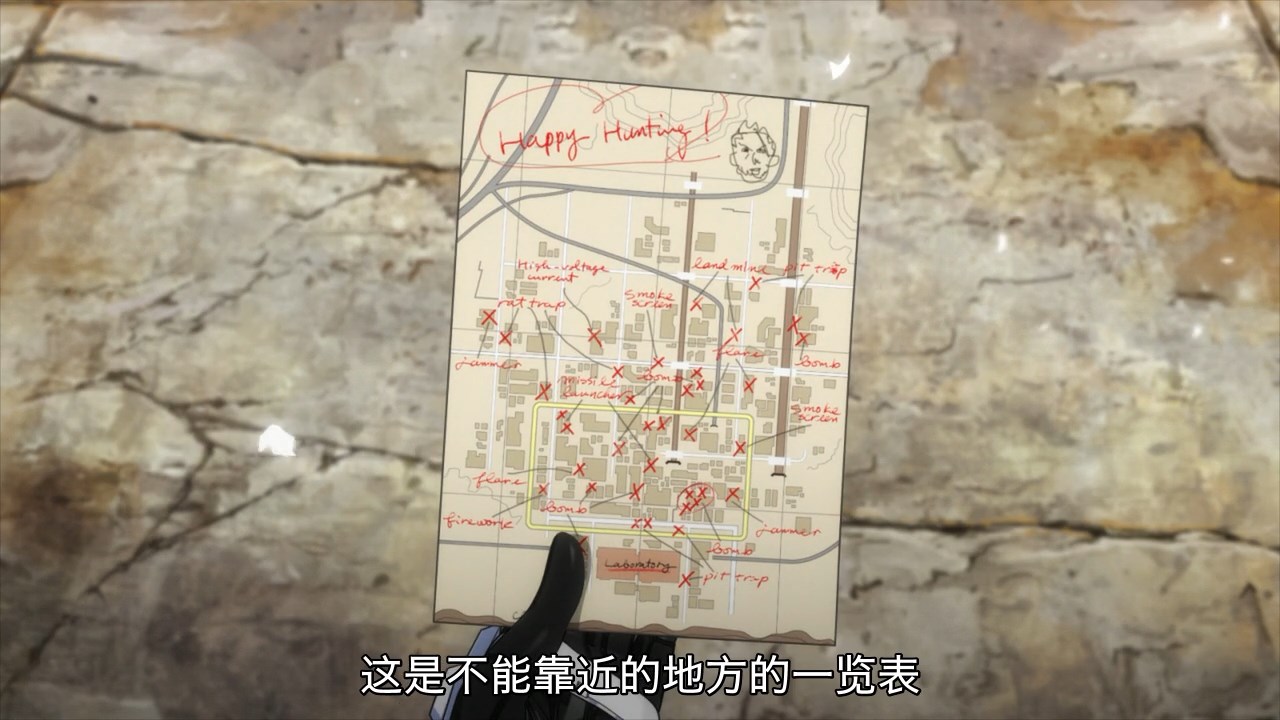 Happy Hunting!
High-voltage
current
land mine
pit trap
rat trap
smoke
screen
flare
jammer
bomb
missile
launcher
bomb
smoke
screen
flare
bomb
firework
jammer
bomb
Laboratory
pit trap
这是不能靠近的地方的一览表